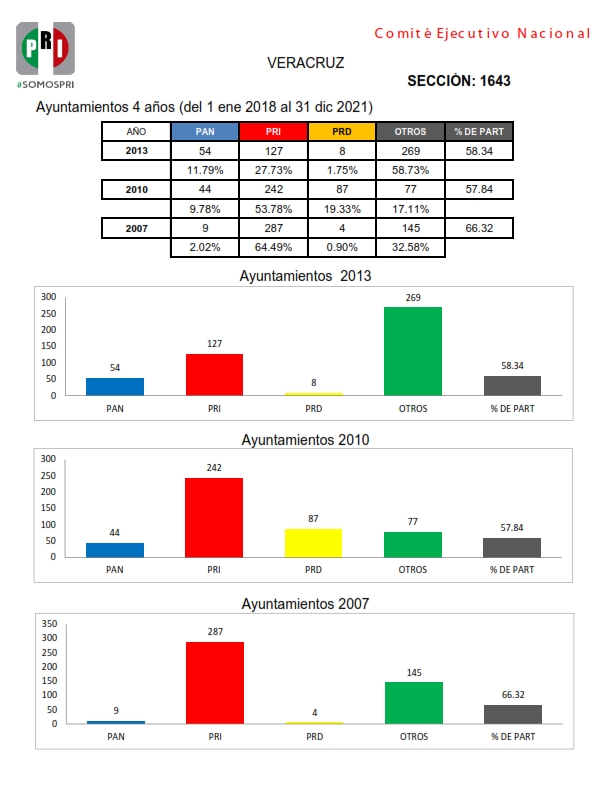 Comité Ejecutivo Nacional
PRI
#SOMOSPRI
VERACRUZ
SECCIÓN: 1643
Ayuntamientos 4 años (del 1 ene 2018 al 31 dic 2021)
AÑO PAN PRI PRD OTROS % DE PART
2013 54 127 8 269 58.34
11.79% 27.73% 1.75% 58.73%
2010 44 242 87 77 57.84
9.78% 53.78% 19.33% 17.11%
2007 9 287 4 145 66.32
2.02% 64.49% 0.90% 32.58%
Ayuntamientos 2013
300
250
200
150
100
50
0
54 127 8 269 58.34
PAN PRI PRD OTROS % DE PART
Ayuntamientos 2010
300
250
200
150
100
50
0
44 242 87 77 57.84
PAN PRI PRD OTROS % DE PART
Ayuntamientos 2007
350
300
250
200
150
100
50
0
9 287 4 145 66.32
PAN PRI PRD OTROS % DE PART